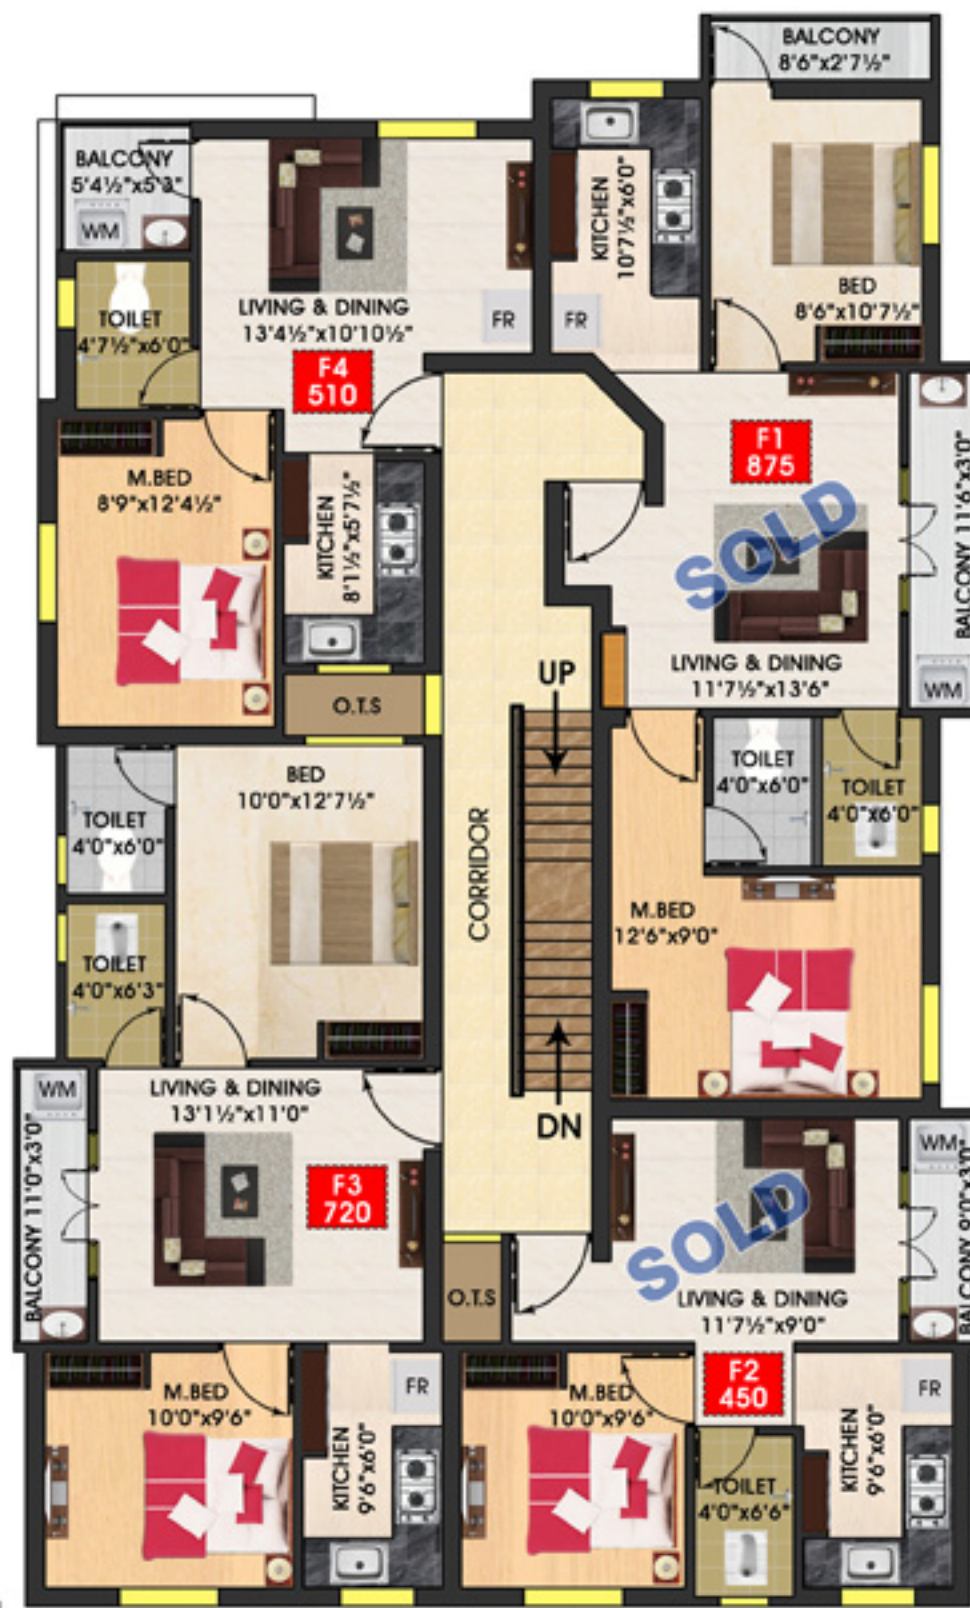 BALCONY
8'6"x2'7½"
BALCONY
5'4½"x5'3"
WM
KITCHEN
10'7½"x6'0"
BED
8'6"x10'7½"
TOILET
4'7½"x6'0"
LIVING & DINING
13'4½"x10'10½"
FR
FR
F4
510
F1
875
SOLD
BALCONY 11'6"x3'0"
WM
M.BED
8'9"x12'4½"
KITCHEN
8'1½"x5'7½"
LIVING & DINING
11'7½"x13'6"
O.T.S
UP
BED
10'0"x12'7½"
TOILET
4'0"x6'0"
TOILET
4'0"x6'0"
TOILET
4'0"x6'0"
CORRIDOR
M.BED
12'6"x9'0"
TOILET
4'0"x6'3"
WM
LIVING & DINING
13'1½"x11'0"
DN
WM
BALCONY 11'0"x3'0"
F3
720
SOLD
BALCONY 9'0"x3'0"
O.T.S
LIVING & DINING
11'7½"x9'0"
M.BED
10'0"x9'6"
FR
KITCHEN
9'6"x6'0"
M.BED
10'0"x9'6"
F2
450
FR
KITCHEN
9'6"x6'0"
TOILET
4'0"x6'6"